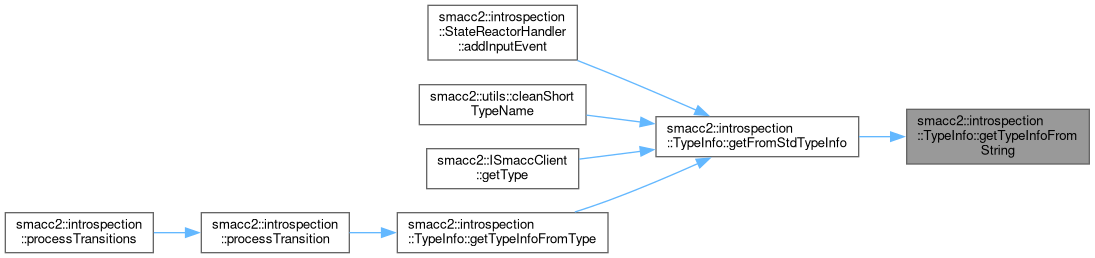 smacc2::introspection
::StateReactorHandler
::addInputEvent
smacc2::utils::cleanShort
TypeName
smacc2::introspection
::TypeInfo::getFromStdTypeInfo
smacc2::introspection
::TypeInfo::getTypeInfoFrom
String
smacc2::ISmaccClient
::getType
smacc2::introspection
::processTransitions
smacc2::introspection
::processTransition
smacc2::introspection
::TypeInfo::getTypeInfoFromType